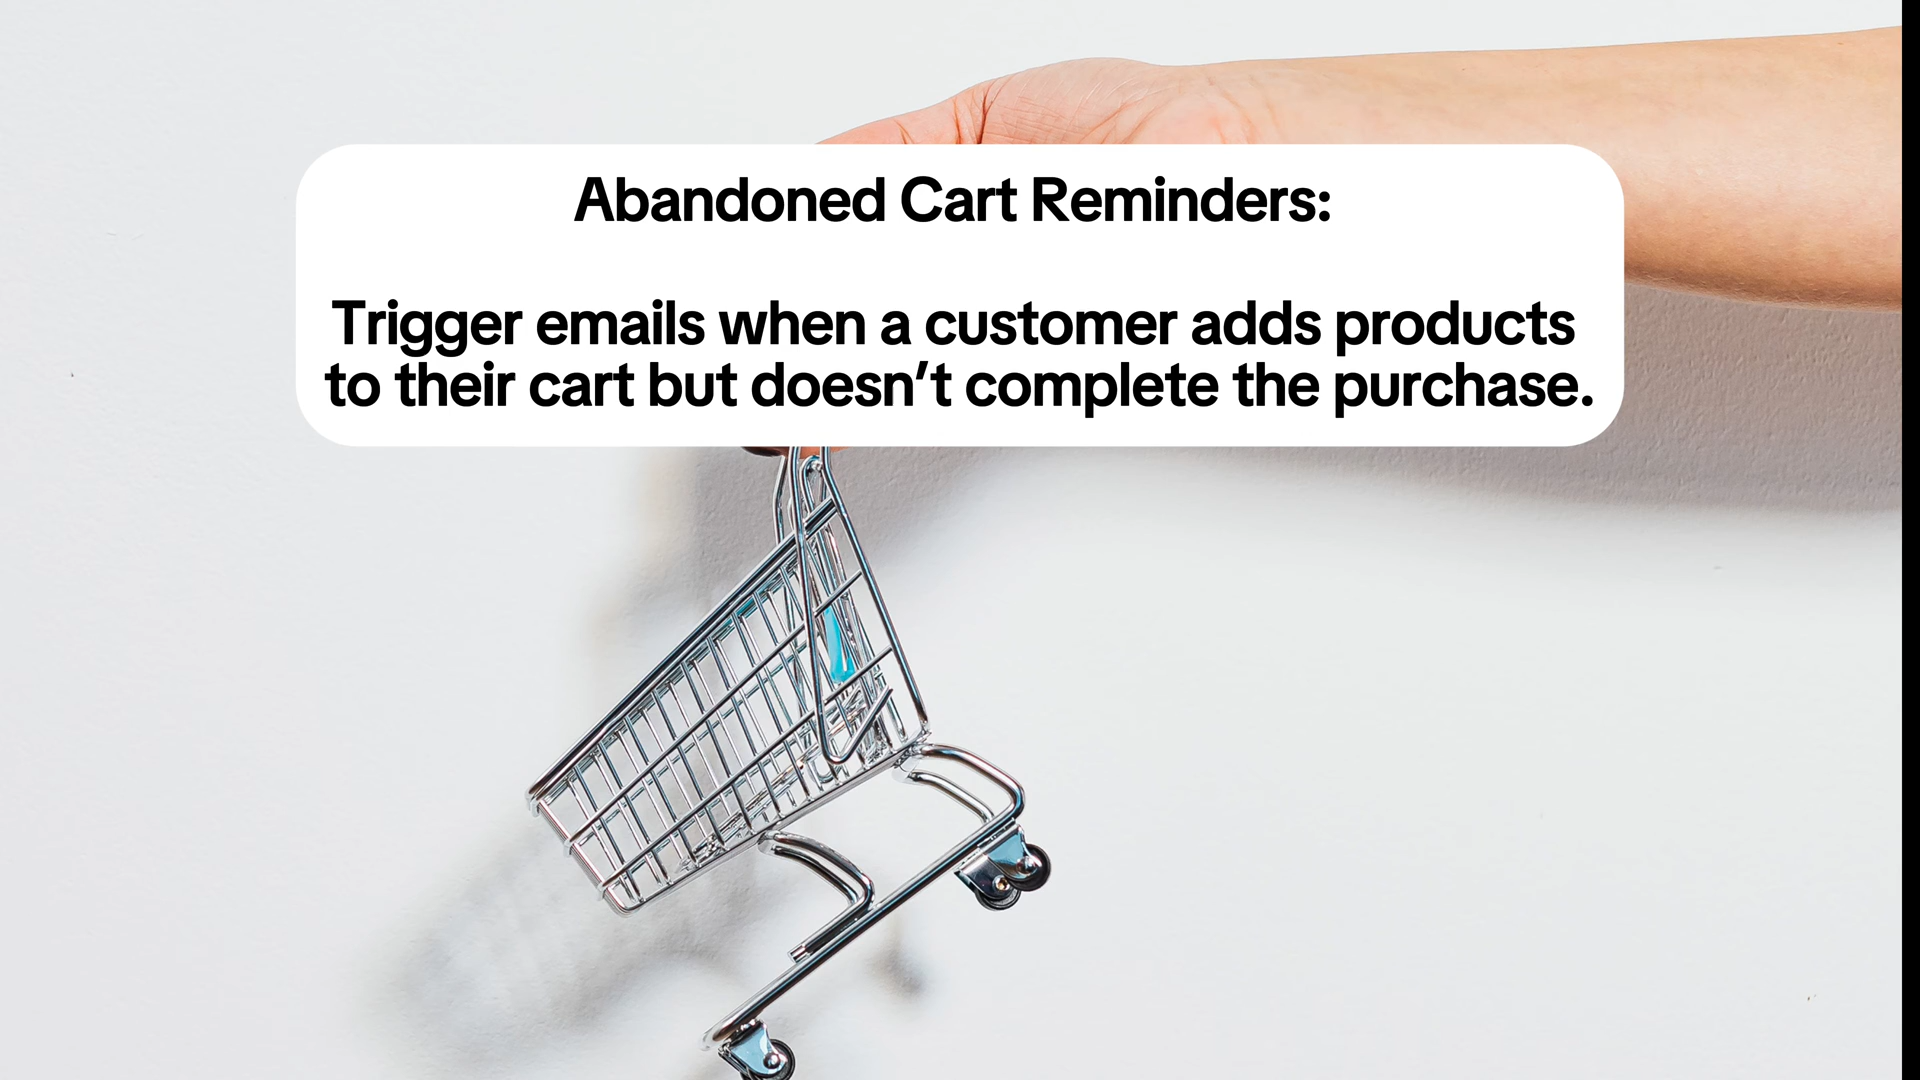 Abandoned Cart Reminders:
Trigger emails when a customer adds products
to their cart but doesn’t complete the purchase.